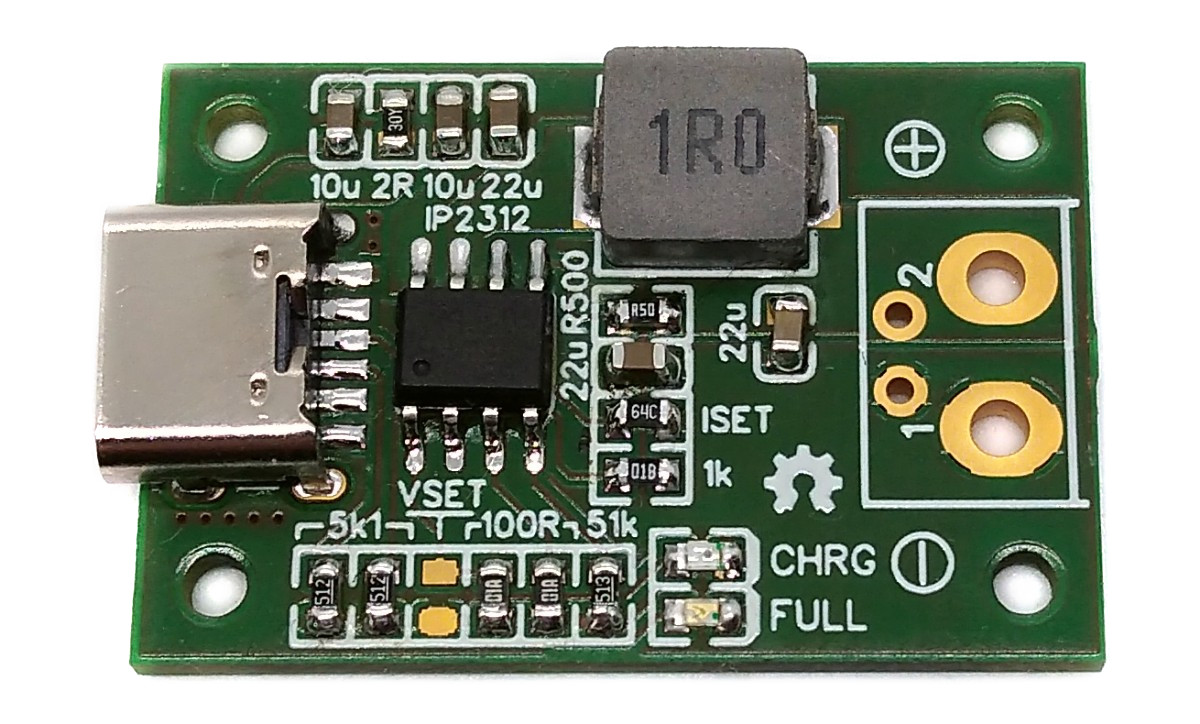 1R0
30Y
10u 2R 10u 22u
IP2312
R500
22u
R50
22u
2
64C
ISET
1
01B
1k
VSET
5k1 100R 51k
512 512 01A 01A 513
CHRG
FULL